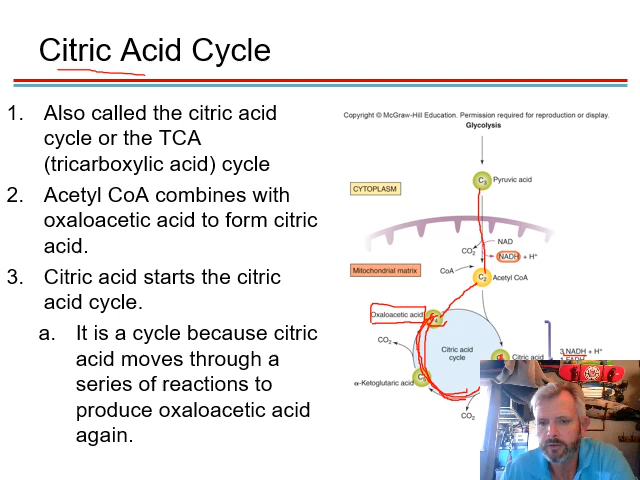 Citric Acid Cycle
1. Also called the citric acid
cycle or the TCA
(tricarboxylic acid) cycle
2. Acetyl CoA combines with
oxaloacetic acid to form citric
acid.
3. Citric acid starts the citric
acid cycle.
a. It is a cycle because citric
acid moves through a
series of reactions to
produce oxaloacetic acid
again.
Copyright © McGraw-Hill Education. Permission required for reproduction or display.
Glycolysis
C3 Pyruvic acid
CYTOPLASM
NAD
CO2
NADH + H+
Mitochondrial matrix
CoA
C2 Acetyl CoA
Oxaloacetic acid C4
CO2
Citric acid
cycle
Citric acid
3 NADH + H+
α-Ketoglutaric acid
CO2